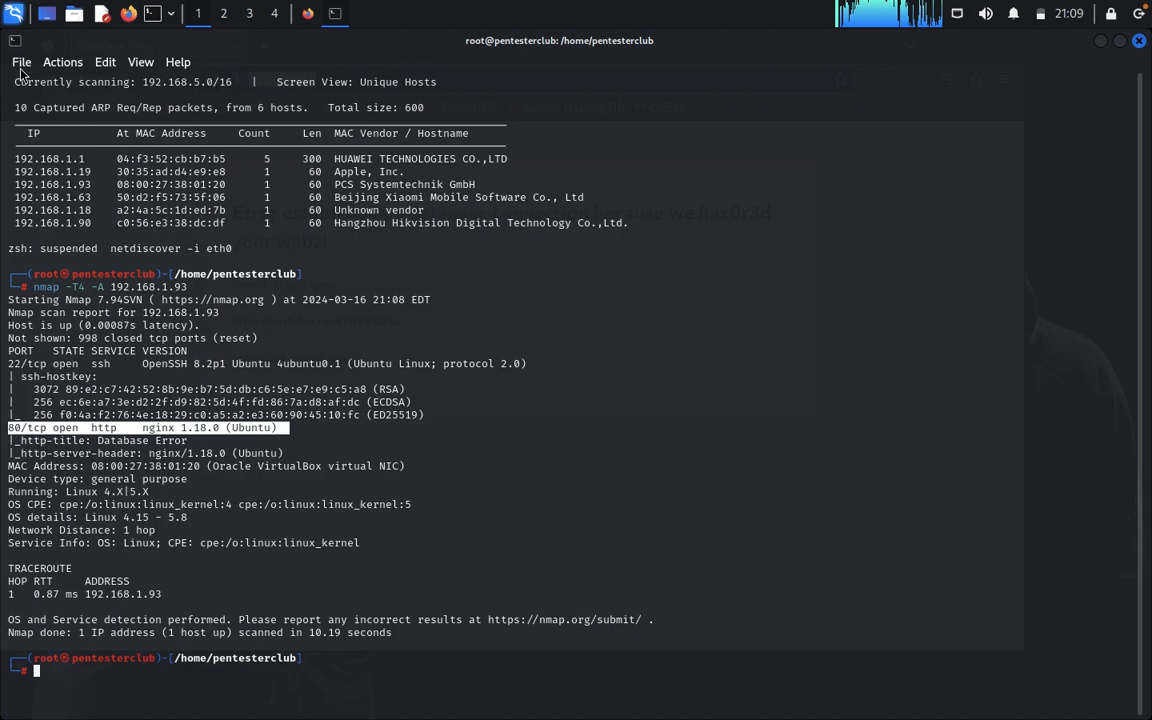 1 2 3 4 21:09
root@pentesterclub: /home/pentesterclub
File Actions Edit View Help
Currently scanning: 192.168.5.0/16 | Screen View: Unique Hosts
10 Captured ARP Req/Rep packets, from 6 hosts. Total size: 600
IP At MAC Address Count Len MAC Vendor / Hostname
192.168.1.1 04:f3:52:cb:b7:b5 5 300 HUAWEI TECHNOLOGIES CO.,LTD
192.168.1.19 30:35:ad:d4:e9:e8 1 60 Apple, Inc.
192.168.1.93 08:00:27:38:01:20 1 60 PCS Systemtechnik GmbH
192.168.1.63 50:d2:f5:73:5f:06 1 60 Beijing Xiaomi Mobile Software Co., Ltd
192.168.1.18 a2:4a:5c:1d:ed:7b 1 60 Unknown vendor
192.168.1.90 c0:56:e3:38:dc:df 1 60 Hangzhou Hikvision Digital Technology Co.,Ltd.
zsh: suspended netdiscover -i eth0
┌──(root㉿pentesterclub)-[/home/pentesterclub]
└─# nmap -T4 -A 192.168.1.93
Starting Nmap 7.94SVN ( https://nmap.org ) at 2024-03-16 21:08 EDT
Nmap scan report for 192.168.1.93
Host is up (0.00087s latency).
Not shown: 998 closed tcp ports (reset)
PORT STATE SERVICE VERSION
22/tcp open ssh OpenSSH 8.2p1 Ubuntu 4ubuntu0.1 (Ubuntu Linux; protocol 2.0)
| ssh-hostkey:
| 3072 89:e2:c7:42:52:8b:9e:b7:5d:db:c6:5e:e7:e9:c5:a8 (RSA)
| 256 ec:6e:a7:3e:d2:2f:d9:82:5d:4f:fd:86:7a:d8:af:dc (ECDSA)
|_ 256 f0:4a:f2:76:4e:18:29:c0:a5:a2:e3:60:90:45:10:fc (ED25519)
80/tcp open http nginx 1.18.0 (Ubuntu)
|_http-title: Database Error
|_http-server-header: nginx/1.18.0 (Ubuntu)
MAC Address: 08:00:27:38:01:20 (Oracle VirtualBox virtual NIC)
Device type: general purpose
Running: Linux 4.X|5.X
OS CPE: cpe:/o:linux:linux_kernel:4 cpe:/o:linux:linux_kernel:5
OS details: Linux 4.15 - 5.8
Network Distance: 1 hop
Service Info: OS: Linux; CPE: cpe:/o:linux:linux_kernel
TRACEROUTE
HOP RTT ADDRESS
1 0.87 ms 192.168.1.93
OS and Service detection performed. Please report any incorrect results at https://nmap.org/submit/ .
Nmap done: 1 IP address (1 host up) scanned in 10.19 seconds
┌──(root㉿pentesterclub)-[/home/pentesterclub]
└─#